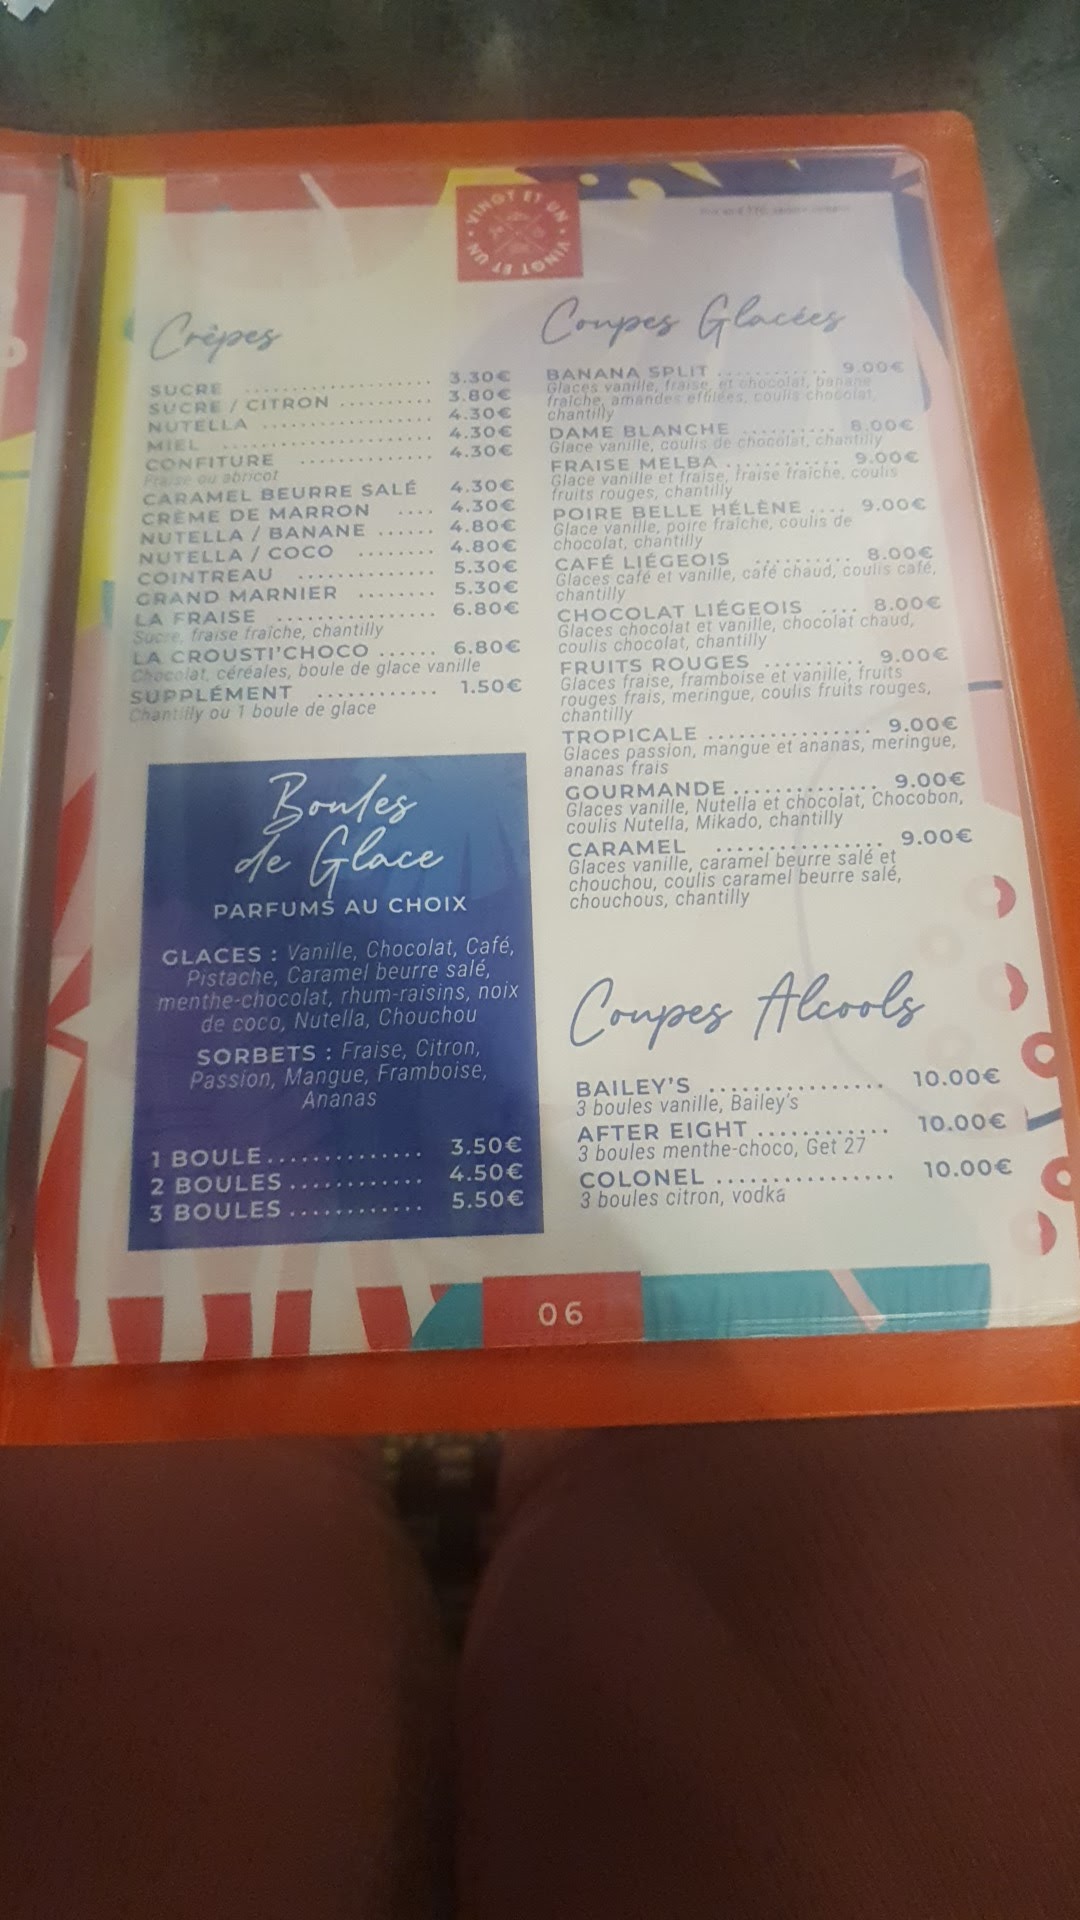 VINGT ET UN • VINGT ET UN •
Crêpes
SUCRE .................... 3.30€
SUCRE / CITRON .......... 3.80€
NUTELLA .................. 4.30€
MIEL ..................... 4.30€
CONFITURE ............... 4.30€
Fraise ou abricot
CARAMEL BEURRE SALÉ 4.30€
CRÈME DE MARRON .... 4.30€
NUTELLA / BANANE ...... 4.80€
NUTELLA / COCO ........ 4.80€
COINTREAU .............. 5.30€
GRAND MARNIER ........ 5.30€
LA FRAISE ................ 6.80€
Sucre, fraise fraîche, chantilly
LA CROUSTI'CHOCO ...... 6.80€
Chocolat, céréales, boule de glace vanille
SUPPLÉMENT ............ 1.50€
Chantilly ou 1 boule de glace
Boules
de Glace
PARFUMS AU CHOIX
GLACES : Vanille, Chocolat, Café,
Pistache, Caramel beurre salé,
menthe-chocolat, rhum-raisins, noix
de coco, Nutella, Chouchou
SORBETS : Fraise, Citron,
Passion, Mangue, Framboise,
Ananas
1 BOULE .............. 3.50€
2 BOULES ............ 4.50€
3 BOULES ............ 5.50€
Coupes Glacées
BANANA SPLIT ............ 9.00€
Glaces vanille, fraise, et chocolat, banane
fraîche, amandes effilées, coulis chocolat,
chantilly
DAME BLANCHE .......... 8.00€
Glace vanille, coulis de chocolat, chantilly
FRAISE MELBA ............ 9.00€
Glace vanille et fraise, fraise fraîche, coulis
fruits rouges, chantilly
POIRE BELLE HÉLÈNE .... 9.00€
Glace vanille, poire fraîche, coulis de
chocolat, chantilly
CAFÉ LIÉGEOIS ............ 8.00€
Glaces café et vanille, café chaud, coulis café,
chantilly
CHOCOLAT LIÉGEOIS .... 8.00€
Glaces chocolat et vanille, chocolat chaud,
coulis chocolat, chantilly
FRUITS ROUGES .......... 9.00€
Glaces fraise, framboise et vanille, fruits
rouges frais, meringue, coulis fruits rouges,
chantilly
TROPICALE ................ 9.00€
Glaces passion, mangue et ananas, meringue,
ananas frais
GOURMANDE .............. 9.00€
Glaces vanille, Nutella et chocolat, Chocobon,
coulis Nutella, Mikado, chantilly
CARAMEL ................ 9.00€
Glaces vanille, caramel beurre salé et
chouchou, coulis caramel beurre salé,
chouchous, chantilly
Coupes Alcools
BAILEY'S ................ 10.00€
3 boules vanille, Bailey's
AFTER EIGHT ............ 10.00€
3 boules menthe-choco, Get 27
COLONEL ................ 10.00€
3 boules citron, vodka
06